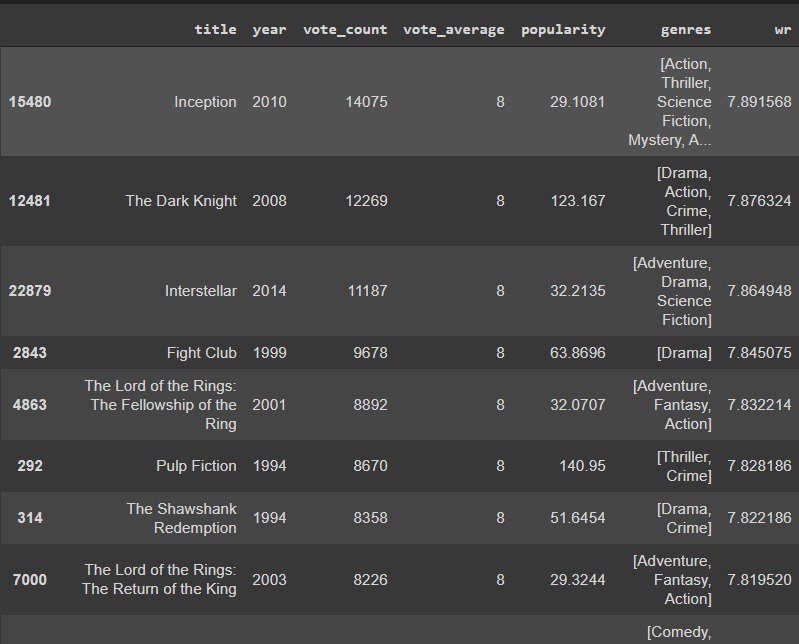 title year vote_count vote_average popularity genres wr
15480 Inception 2010 14075 8 29.1081 [Action, Thriller, Science Fiction, Mystery, A... 7.891568
12481 The Dark Knight 2008 12269 8 123.167 [Drama, Action, Crime, Thriller] 7.876324
22879 Interstellar 2014 11187 8 32.2135 [Adventure, Drama, Science Fiction] 7.864948
2843 Fight Club 1999 9678 8 63.8696 [Drama] 7.845075
4863 The Lord of the Rings: The Fellowship of the Ring 2001 8892 8 32.0707 [Adventure, Fantasy, Action] 7.832214
292 Pulp Fiction 1994 8670 8 140.95 [Thriller, Crime] 7.828186
314 The Shawshank Redemption 1994 8358 8 51.6454 [Drama, Crime] 7.822186
7000 The Lord of the Rings: The Return of the King 2003 8226 8 29.3244 [Adventure, Fantasy, Action] 7.819520
[Comedy,